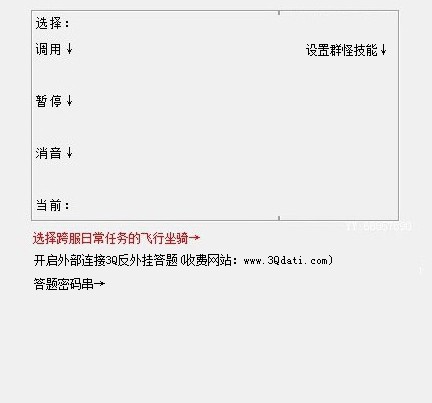 选择:
调用↓ 设置群怪技能↓
暂停↓
消音↓
当前:
选择跨服日常任务的飞行坐骑→
开启外部连接3Q反外挂答题(收费网站: www.3Qdati.com)
答题密码串→